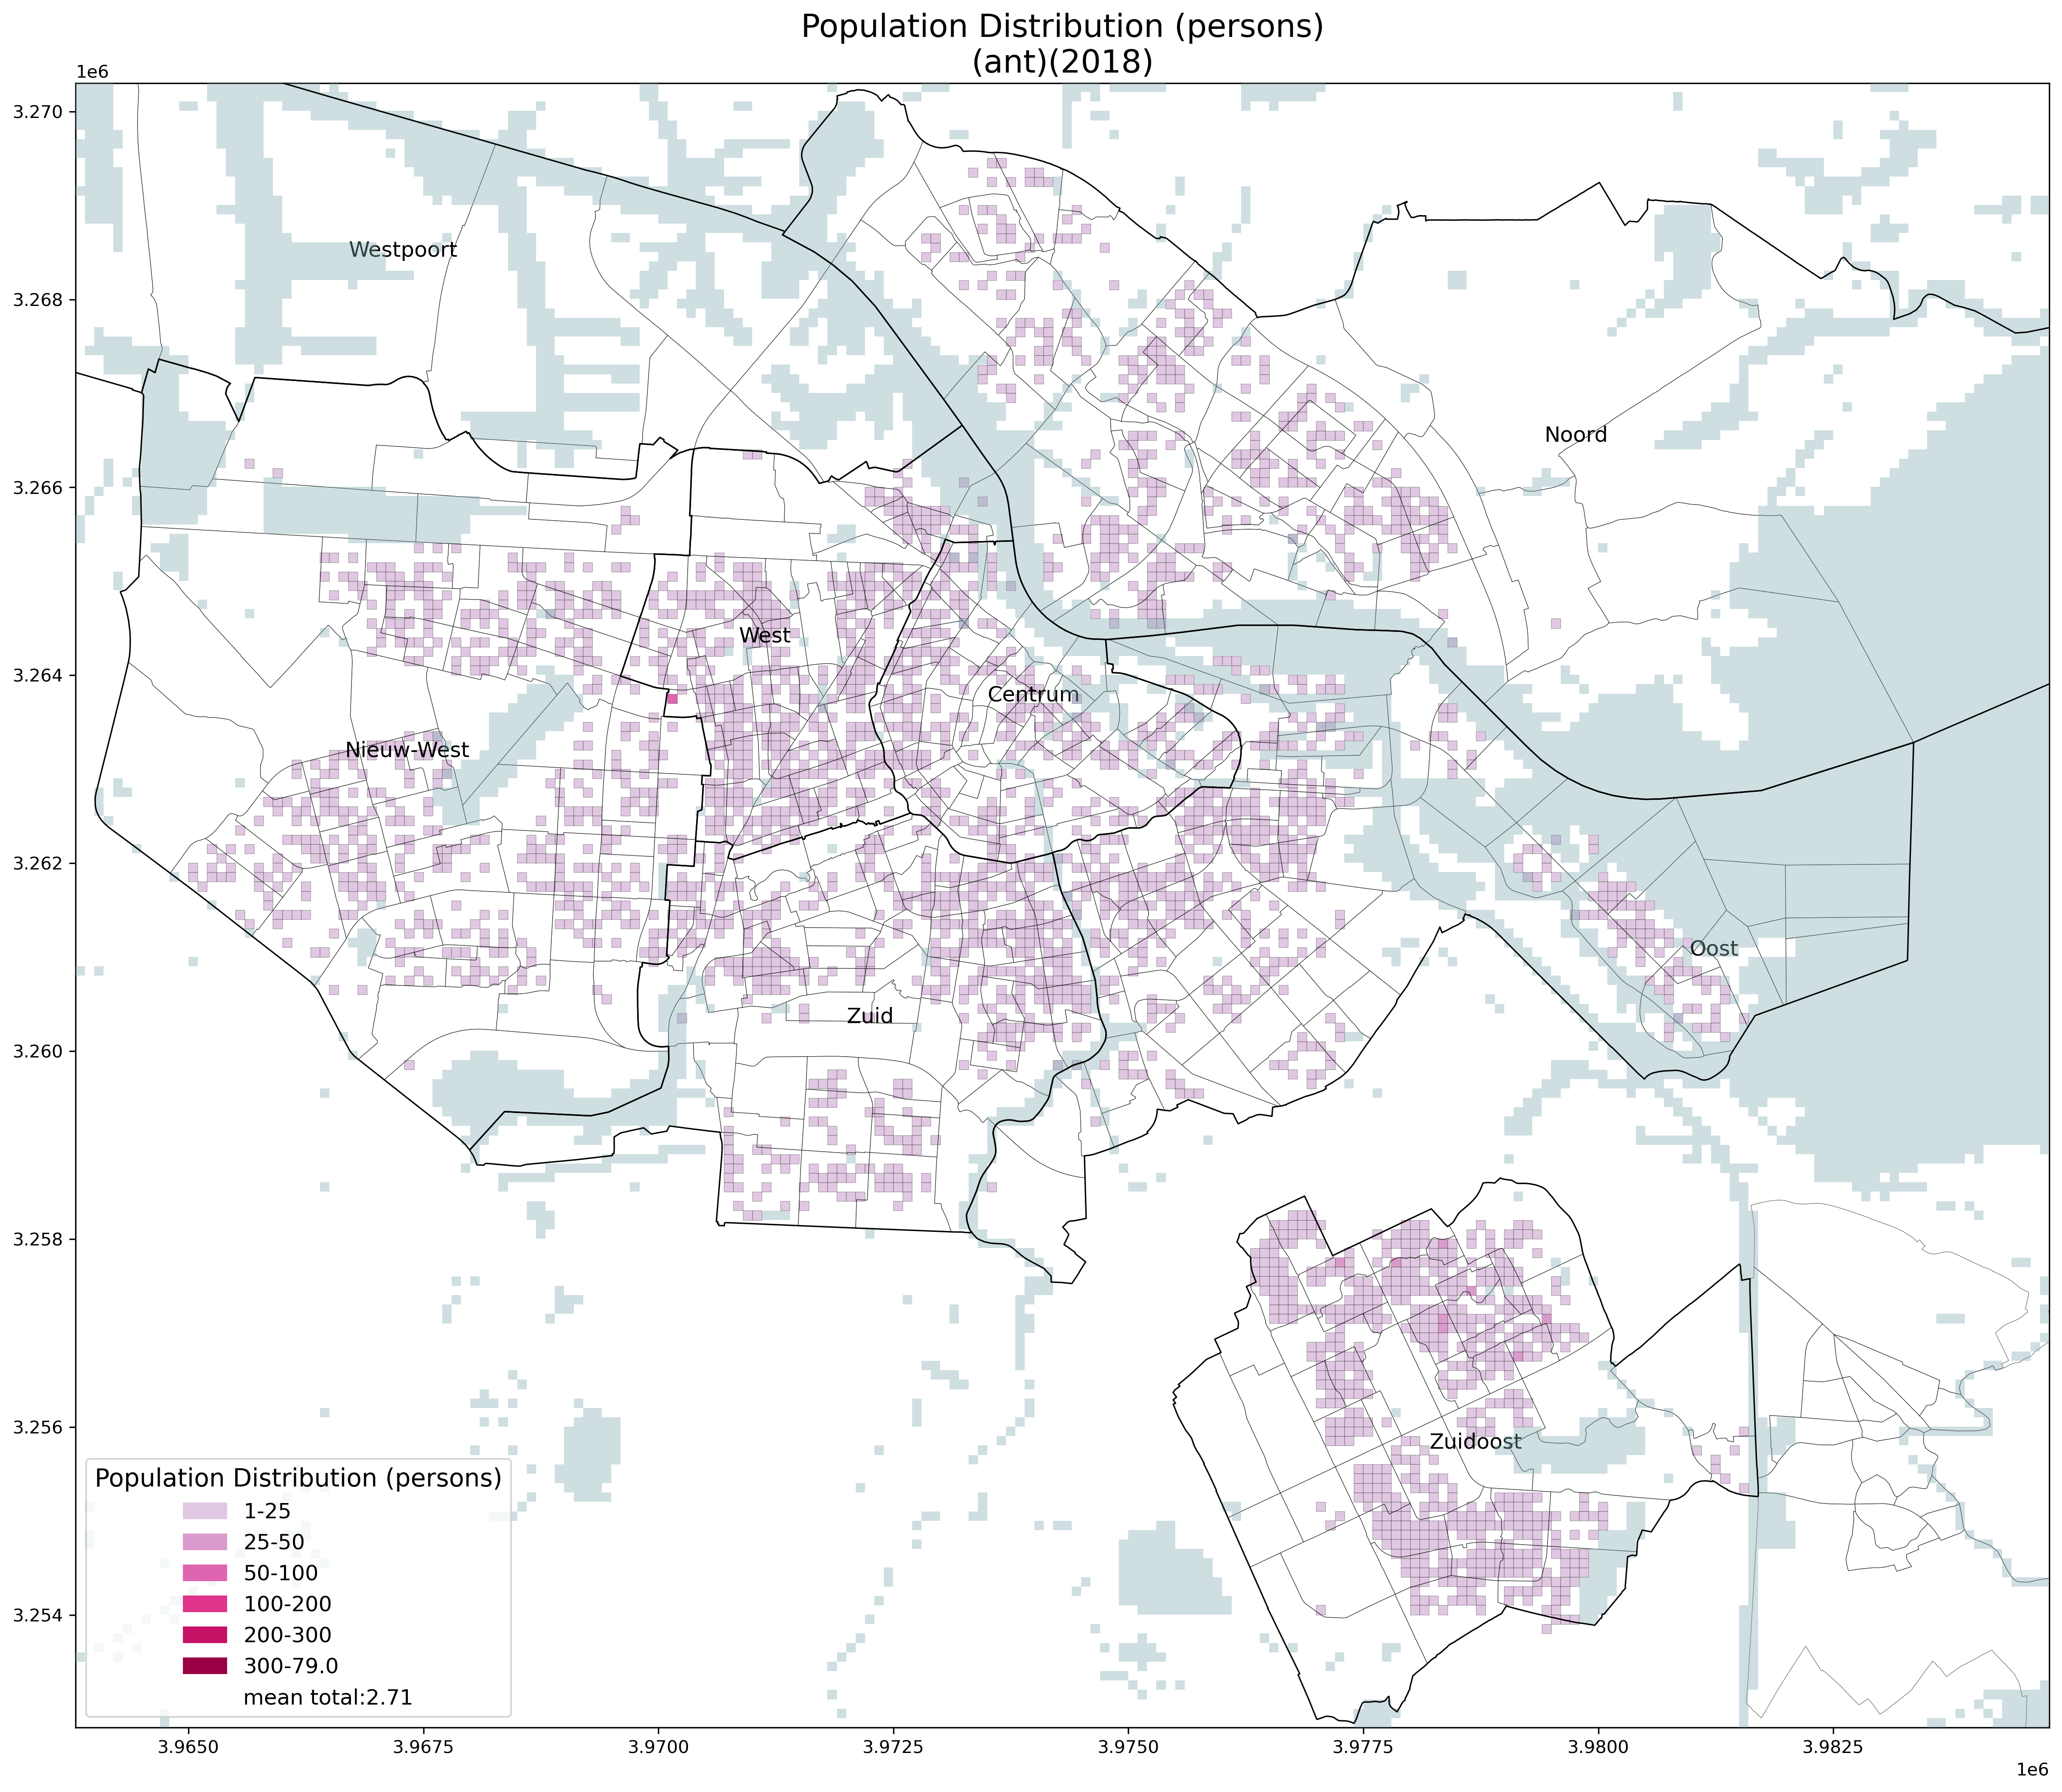 Population Distribution (persons)
(ant)(2018)
1e6
3.270
3.268
3.266
3.264
3.262
3.260
3.258
3.256
3.254
Westpoort
Noord
West
Centrum
Nieuw-West
Oost
Zuid
Zuidoost
Population Distribution (persons)
1-25
25-50
50-100
100-200
200-300
300-79.0
mean total:2.71
3.9650
3.9675
3.9700
3.9725
3.9750
3.9775
3.9800
3.9825
1e6